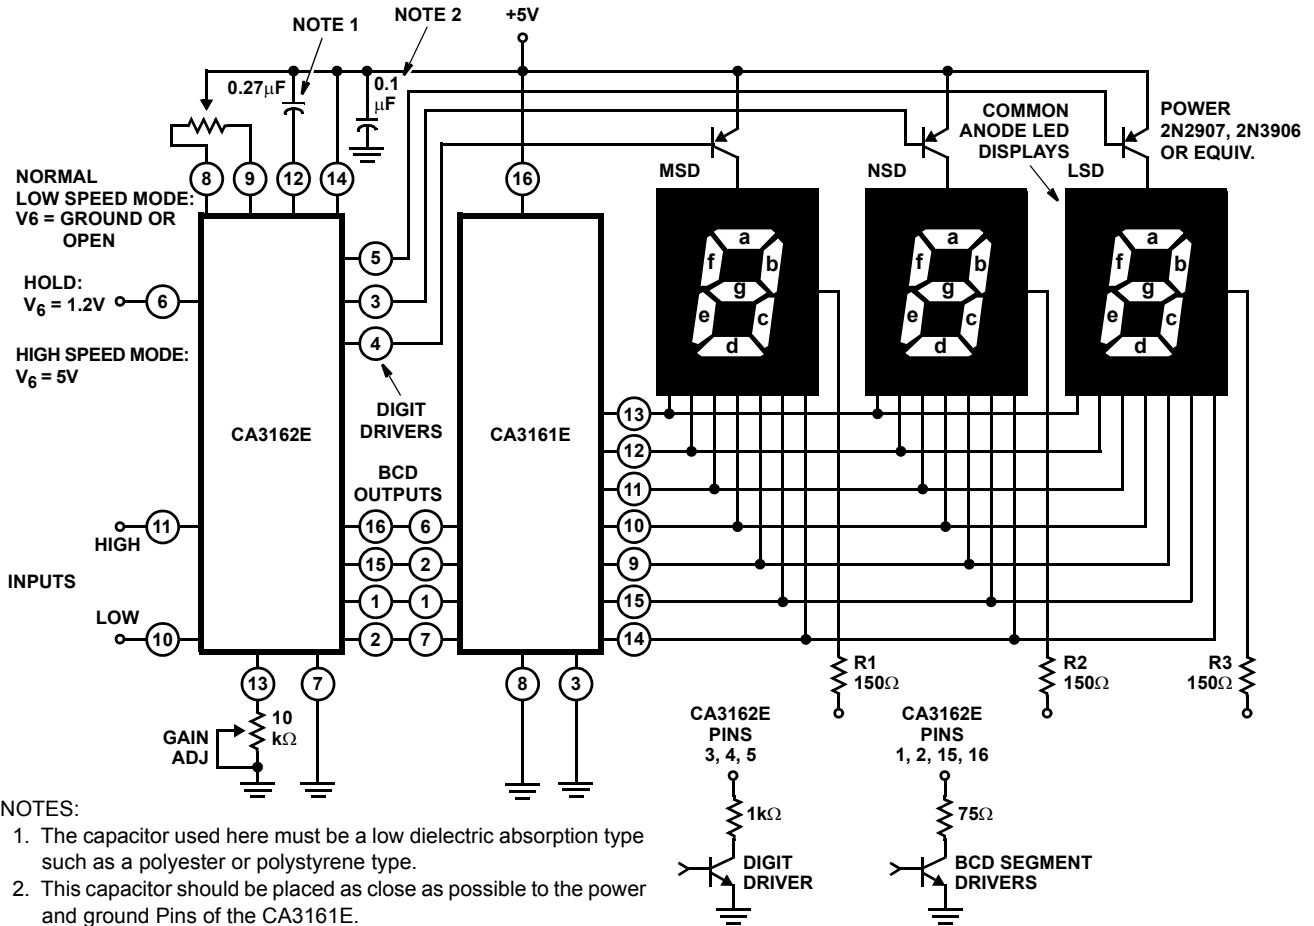 NOTE 1
NOTE 2
+5V
0.27μF
0.1
μF
COMMON
ANODE LED
DISPLAYS
POWER
2N2907, 2N3906
OR EQUIV.
MSD
NSD
LSD
8
9
12
14
16
NORMAL
LOW SPEED MODE:
V6 = GROUND OR
OPEN
HOLD:
V6 = 1.2V
6
HIGH SPEED MODE:
V6 = 5V
5
3
4
DIGIT
DRIVERS
CA3162E
CA3161E
BCD
OUTPUTS
a
f
b
g
e
c
d
a
f
b
g
e
c
d
a
f
b
g
e
c
d
13
12
11
10
9
15
14
16
6
15
2
1
1
2
7
11
HIGH
INPUTS
LOW
10
13
7
8
3
GAIN
ADJ
10
kΩ
R1
150Ω
R2
150Ω
R3
150Ω
CA3162E
PINS
3, 4, 5
1kΩ
DIGIT
DRIVER
CA3162E
PINS
1, 2, 15, 16
75Ω
BCD SEGMENT
DRIVERS
NOTES:
1. The capacitor used here must be a low dielectric absorption type
such as a polyester or polystyrene type.
2. This capacitor should be placed as close as possible to the power
and ground Pins of the CA3161E.